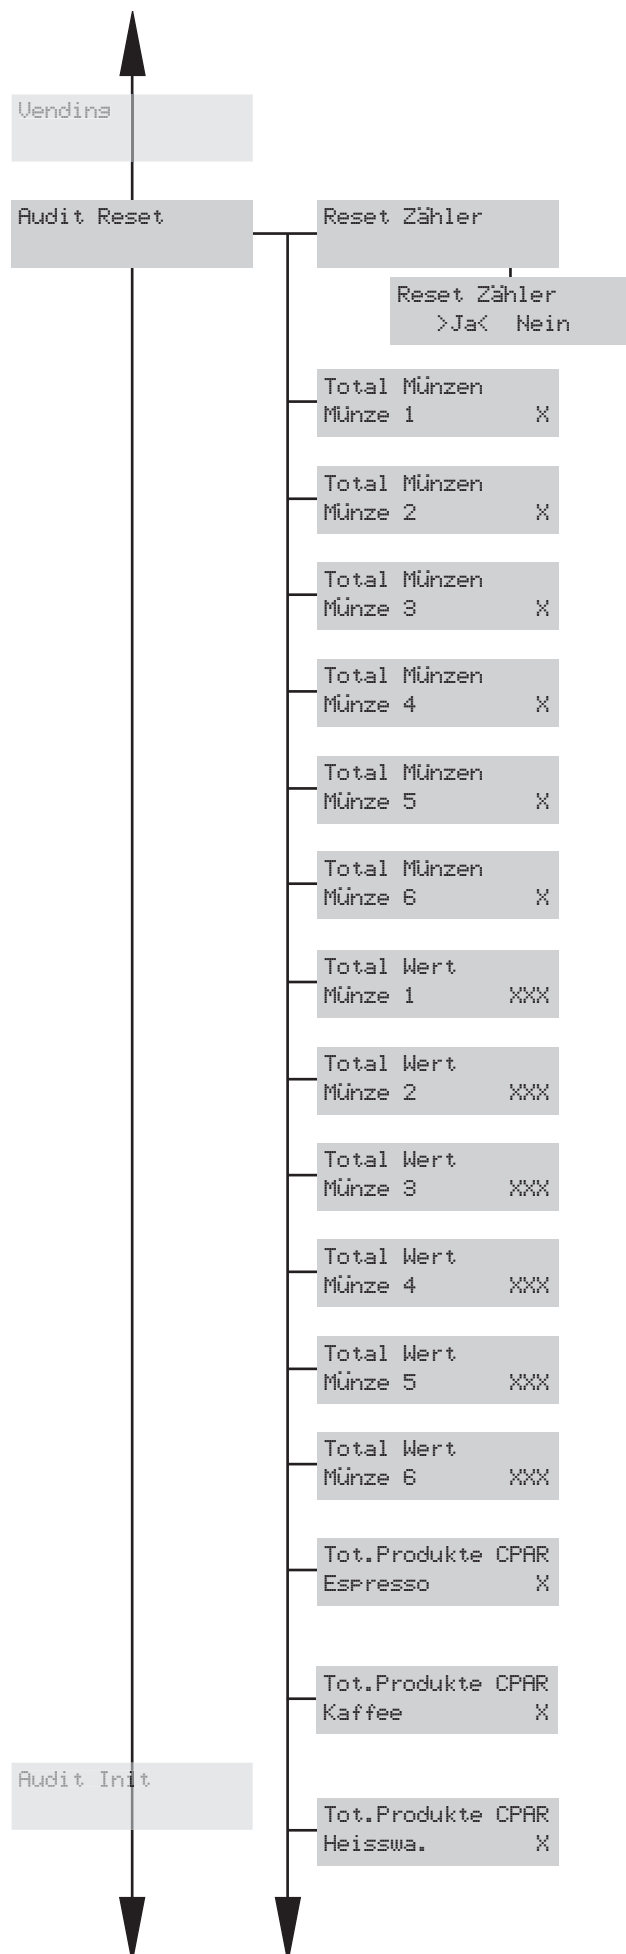 Vending
Audit Reset
Reset Zähler
Reset Zähler
>Ja< Nein
Total Münzen
Münze 1 X
Total Münzen
Münze 2 X
Total Münzen
Münze 3 X
Total Münzen
Münze 4 X
Total Münzen
Münze 5 X
Total Münzen
Münze 6 X
Total Wert
Münze 1 XXX
Total Wert
Münze 2 XXX
Total Wert
Münze 3 XXX
Total Wert
Münze 4 XXX
Total Wert
Münze 5 XXX
Total Wert
Münze 6 XXX
Tot.Produkte CPAR
Espresso X
Tot.Produkte CPAR
Kaffee X
Audit Init
Tot.Produkte CPAR
Heisswa. X